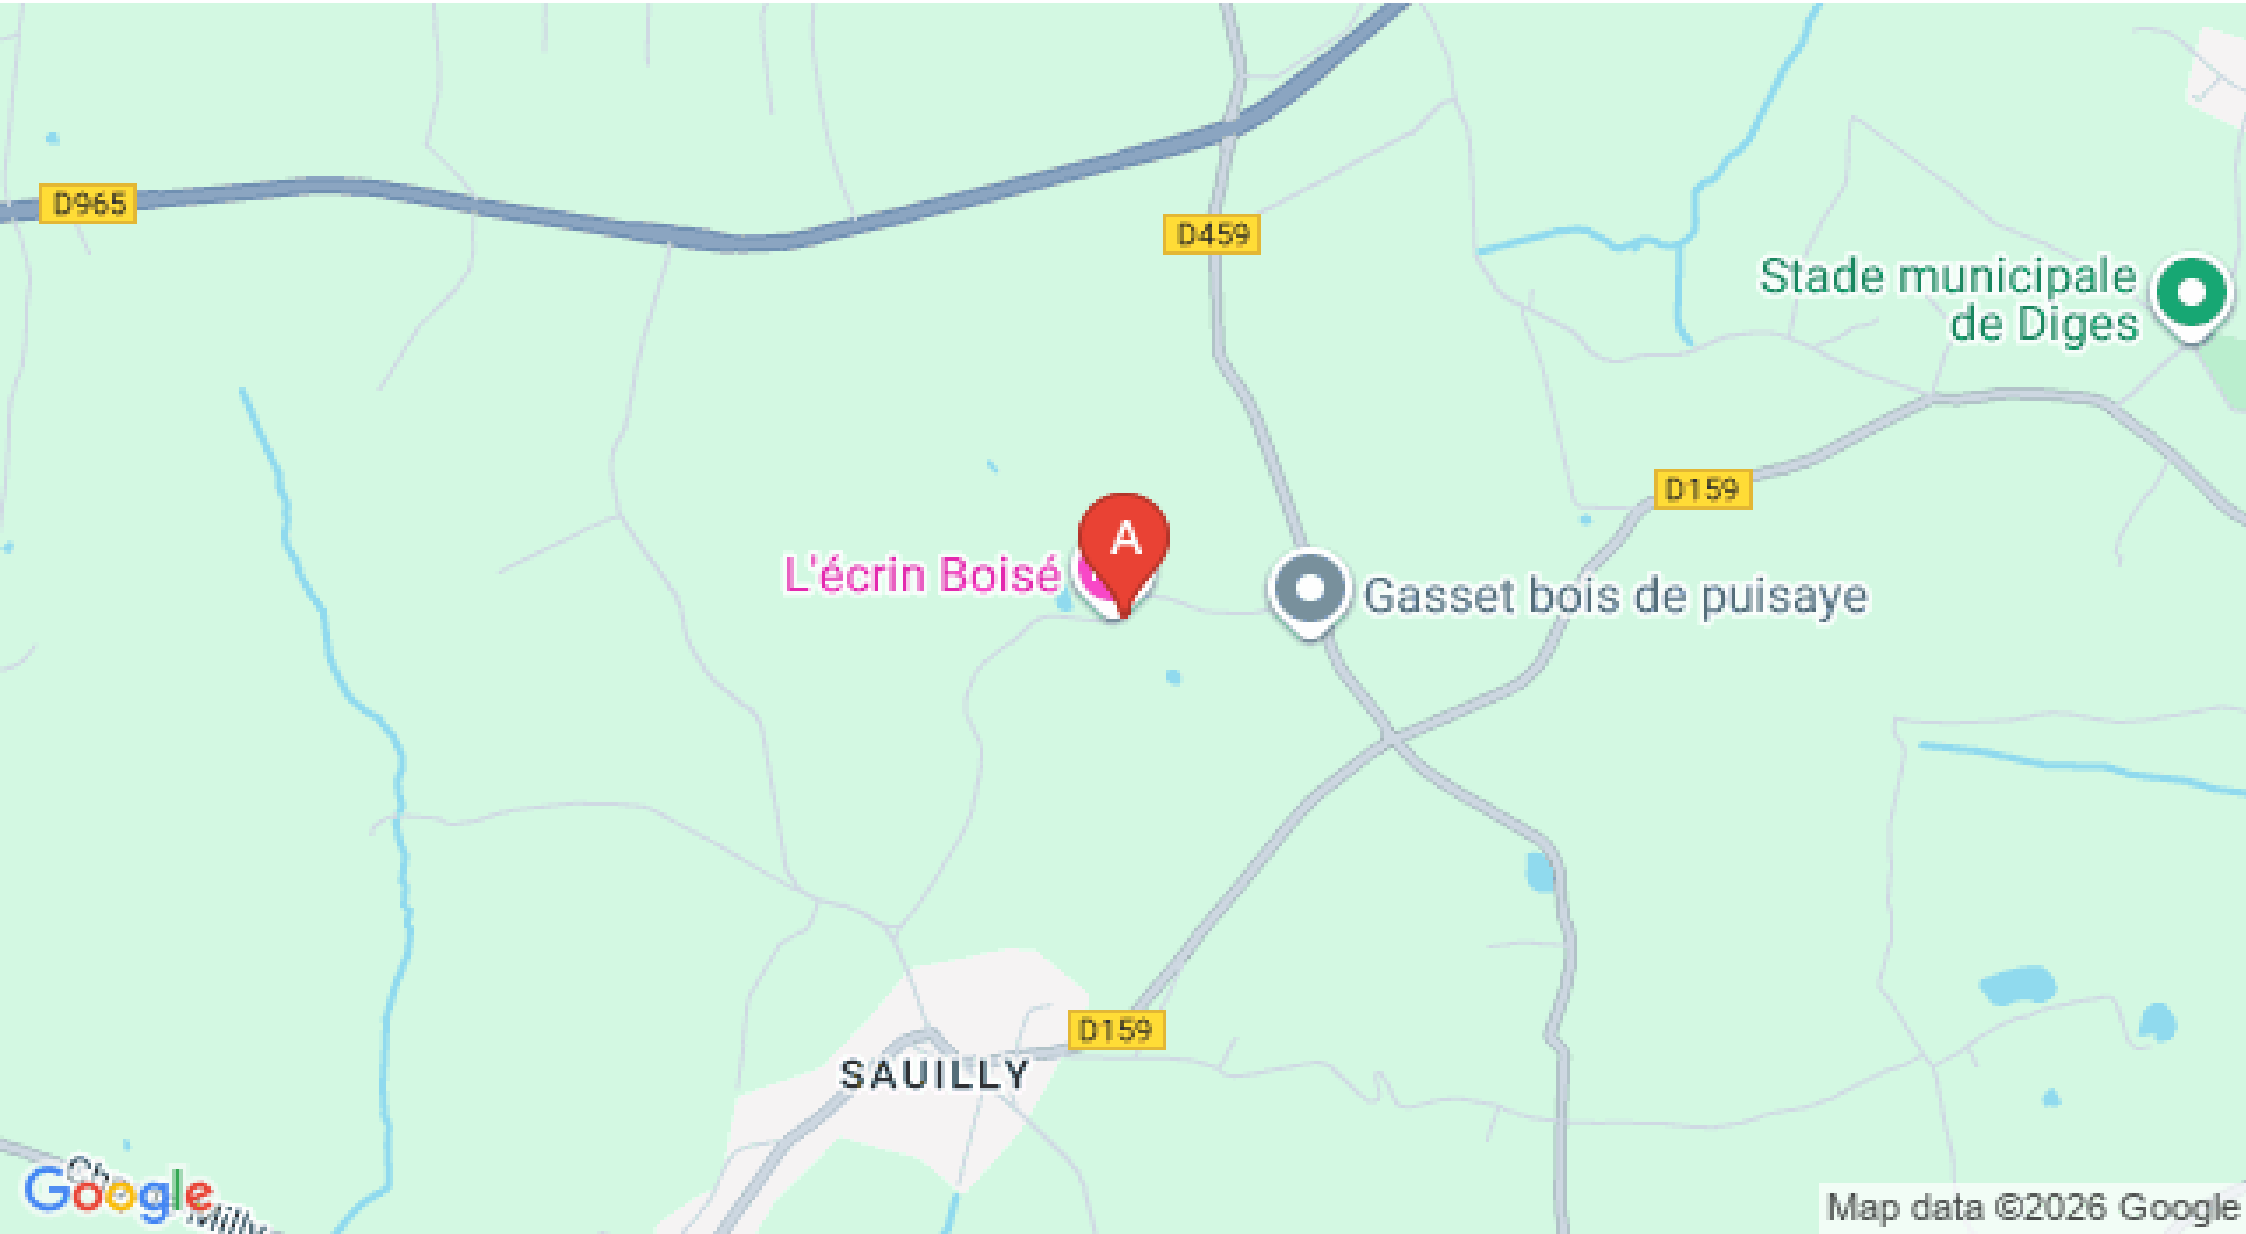 D965
D459
Stade municipale
de Diges
D159
A
L'écrin Boisé
Gasset bois de puisaye
D159
SAUILLY
Google
Milly
Map data ©2026 Google